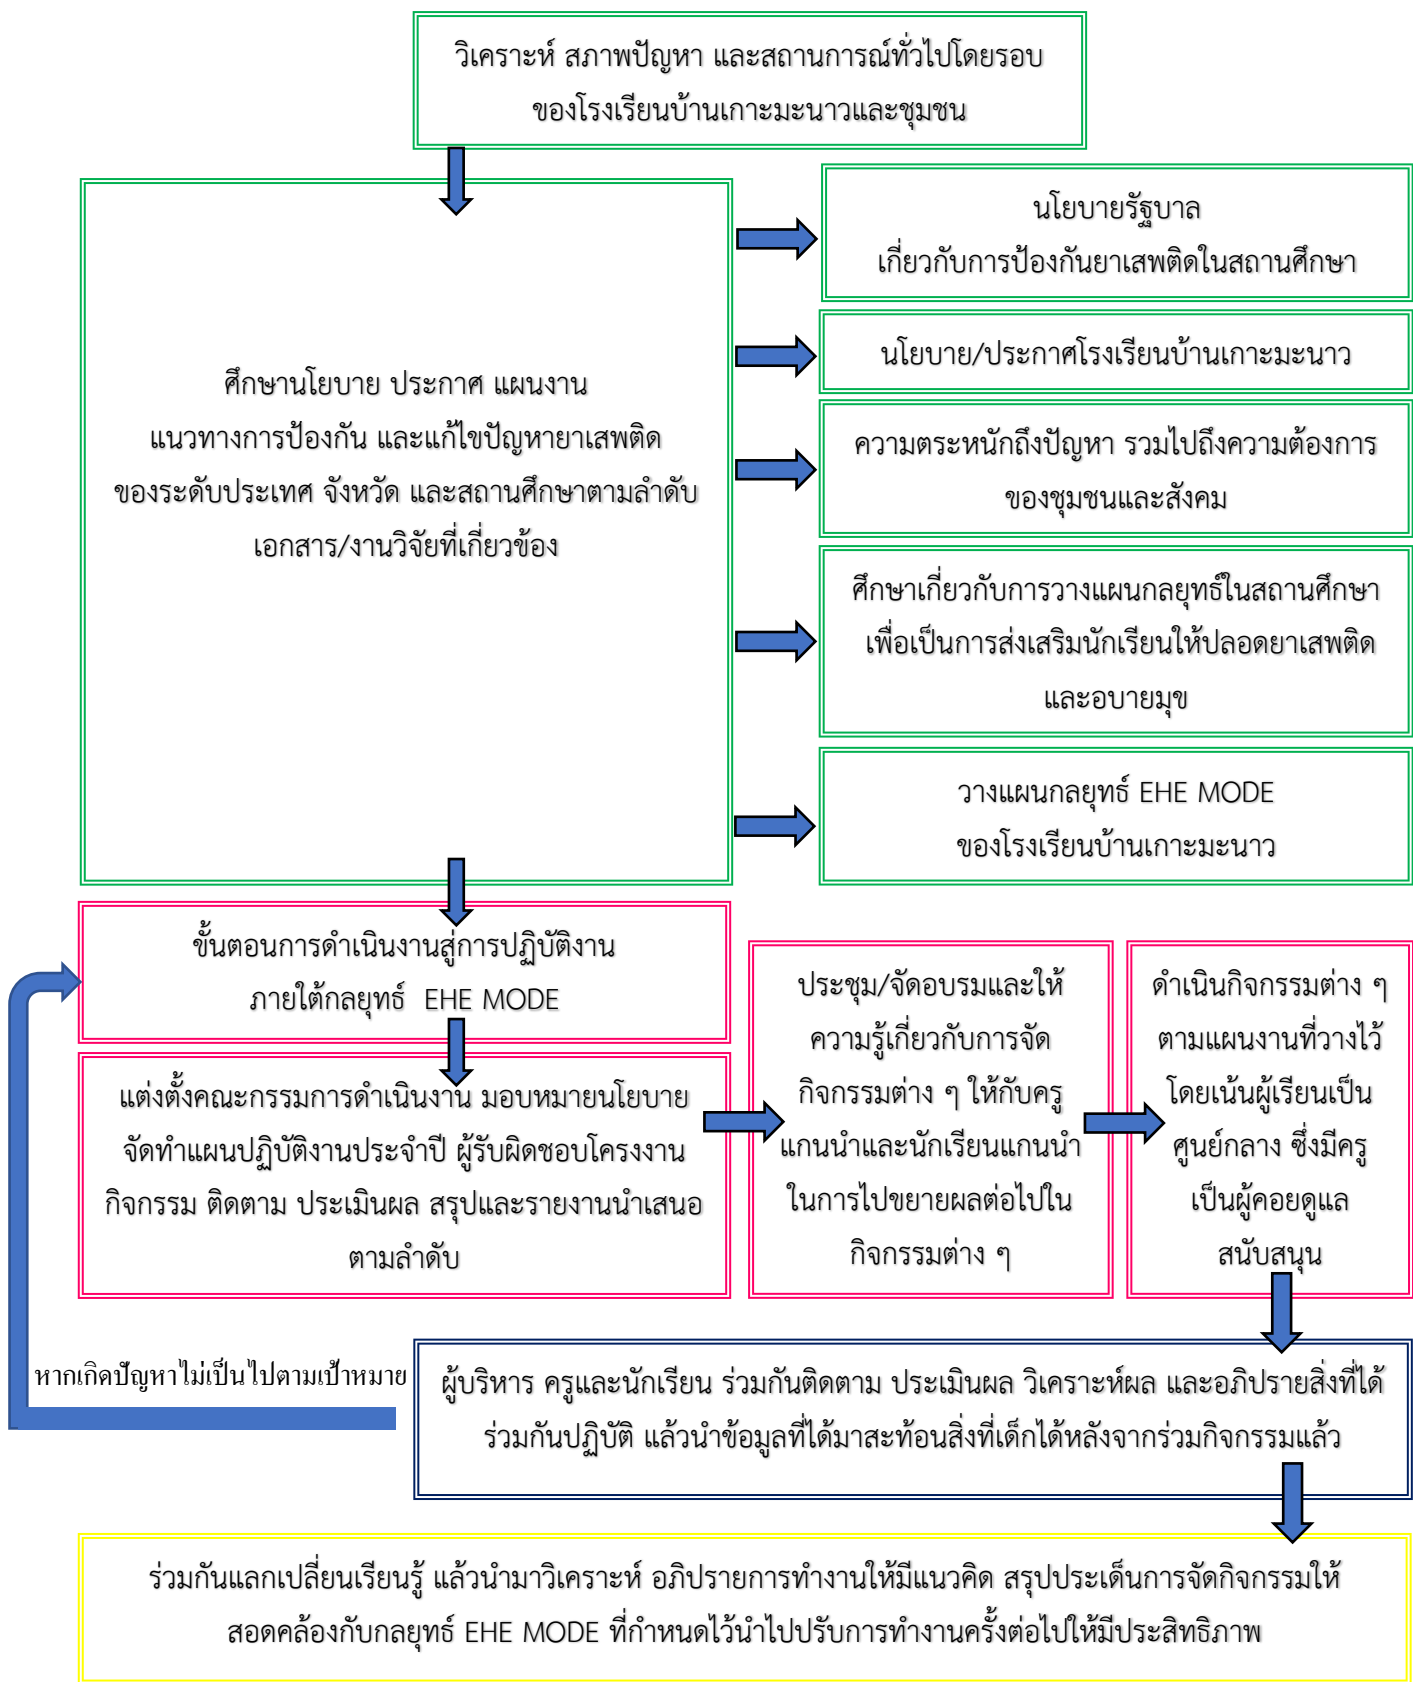 วิเคราะห์ สภาพปัญหา และสถานการณ์ทั่วไปโดยรอบ
ของโรงเรียนบ้านเกาะมะนาวและชุมชน
ศึกษานโยบาย ประกาศ แผนงาน
แนวทางการป้องกัน และแก้ไขปัญหายาเสพติด
ของระดับประเทศ จังหวัด และสถานศึกษาตามลำดับ
เอกสาร/งานวิจัยที่เกี่ยวข้อง
นโยบายรัฐบาล
เกี่ยวกับการป้องกันยาเสพติดในสถานศึกษา
นโยบาย/ประกาศโรงเรียนบ้านเกาะมะนาว
ความตระหนักถึงปัญหา รวมไปถึงความต้องการ
ของชุมชนและสังคม
ศึกษาเกี่ยวกับการวางแผนกลยุทธ์ในสถานศึกษา
เพื่อเป็นการส่งเสริมนักเรียนให้ปลอดยาเสพติด
และอบายมุข
วางแผนกลยุทธ์ EHE MODE
ของโรงเรียนบ้านเกาะมะนาว
ขั้นตอนการดำเนินงานสู่การปฏิบัติงาน
ภายใต้กลยุทธ์ EHE MODE
แต่งตั้งคณะกรรมการดำเนินงาน มอบหมายนโยบาย
จัดทำแผนปฏิบัติงานประจำปี ผู้รับผิดชอบโครงงาน
กิจกรรม ติดตาม ประเมินผล สรุปและรายงานนำเสนอ
ตามลำดับ
ประชุม/จัดอบรมและให้
ความรู้เกี่ยวกับการจัด
กิจกรรมต่าง ๆ ให้กับครู
แกนนำและนักเรียนแกนนำ
ในการไปขยายผลต่อไปใน
กิจกรรมต่าง ๆ
ดำเนินกิจกรรมต่าง ๆ
ตามแผนงานที่วางไว้
โดยเน้นผู้เรียนเป็น
ศูนย์กลาง ซึ่งมีครู
เป็นผู้คอยดูแล
สนับสนุน
หากเกิดปัญหาไม่เป็นไปตามเป้าหมาย
ผู้บริหาร ครูและนักเรียน ร่วมกันติดตาม ประเมินผล วิเคราะห์ผล และอภิปรายสิ่งที่ได้
ร่วมกันปฏิบัติ แล้วนำข้อมูลที่ได้มาสะท้อนสิ่งที่เด็กได้หลังจากร่วมกิจกรรมแล้ว
ร่วมกันแลกเปลี่ยนเรียนรู้ แล้วนำมาวิเคราะห์ อภิปรายการทำงานให้มีแนวคิด สรุปประเด็นการจัดกิจกรรมให้
สอดคล้องกับกลยุทธ์ EHE MODE ที่กำหนดไว้นำไปปรับการทำงานครั้งต่อไปให้มีประสิทธิภาพ